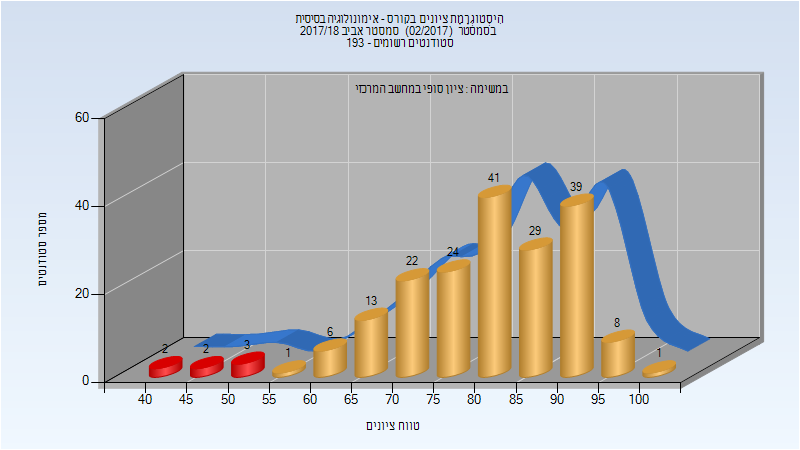 היסטוגרמת ציונים בקורס - אימונולוגיה בסיסית
בסמסטר (02/2017) סמסטר אביב 2017/18
סטודנטים רשומים - 193
במשימה : ציון סופי במחשב המרכזי
60
40
20
0
מספר סטודנטים
2
2
3
1
6
13
22
24
41
29
39
8
1
40 45 50 55 60 65 70 75 80 85 90 95 100
טווח ציונים